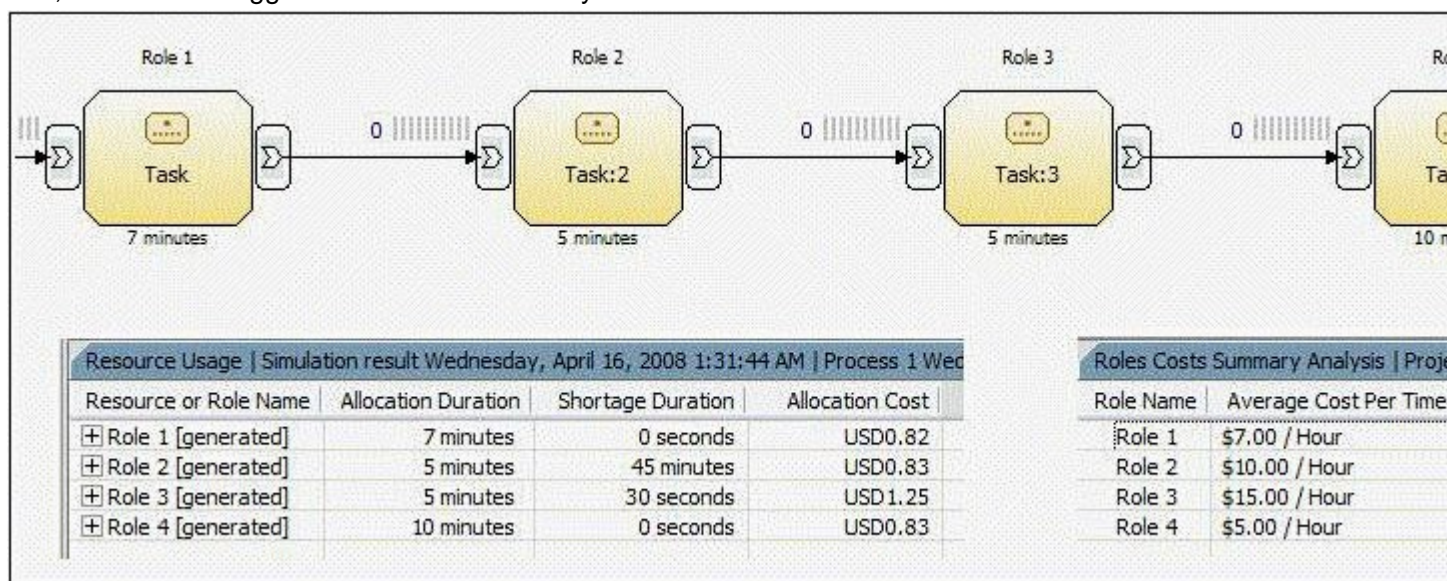 Role 1 Role 2 Role 3
0 0 0
Task Task:2 Task:3
7 minutes 5 minutes 5 minutes 10
Resource Usage | Simulation result Wednesday, April 16, 2008 1:31:44 AM | Process 1 Wed
Resource or Role Name Allocation Duration Shortage Duration Allocation Cost
Role 1 [generated] 7 minutes 0 seconds USD0.82
Role 2 [generated] 5 minutes 45 minutes USD0.83
Role 3 [generated] 5 minutes 30 seconds USD1.25
Role 4 [generated] 10 minutes 0 seconds USD0.83
Roles Costs Summary Analysis | Proje
Role Name Average Cost Per Time
Role 1 $7.00 / Hour
Role 2 $10.00 / Hour
Role 3 $15.00 / Hour
Role 4 $5.00 / Hour